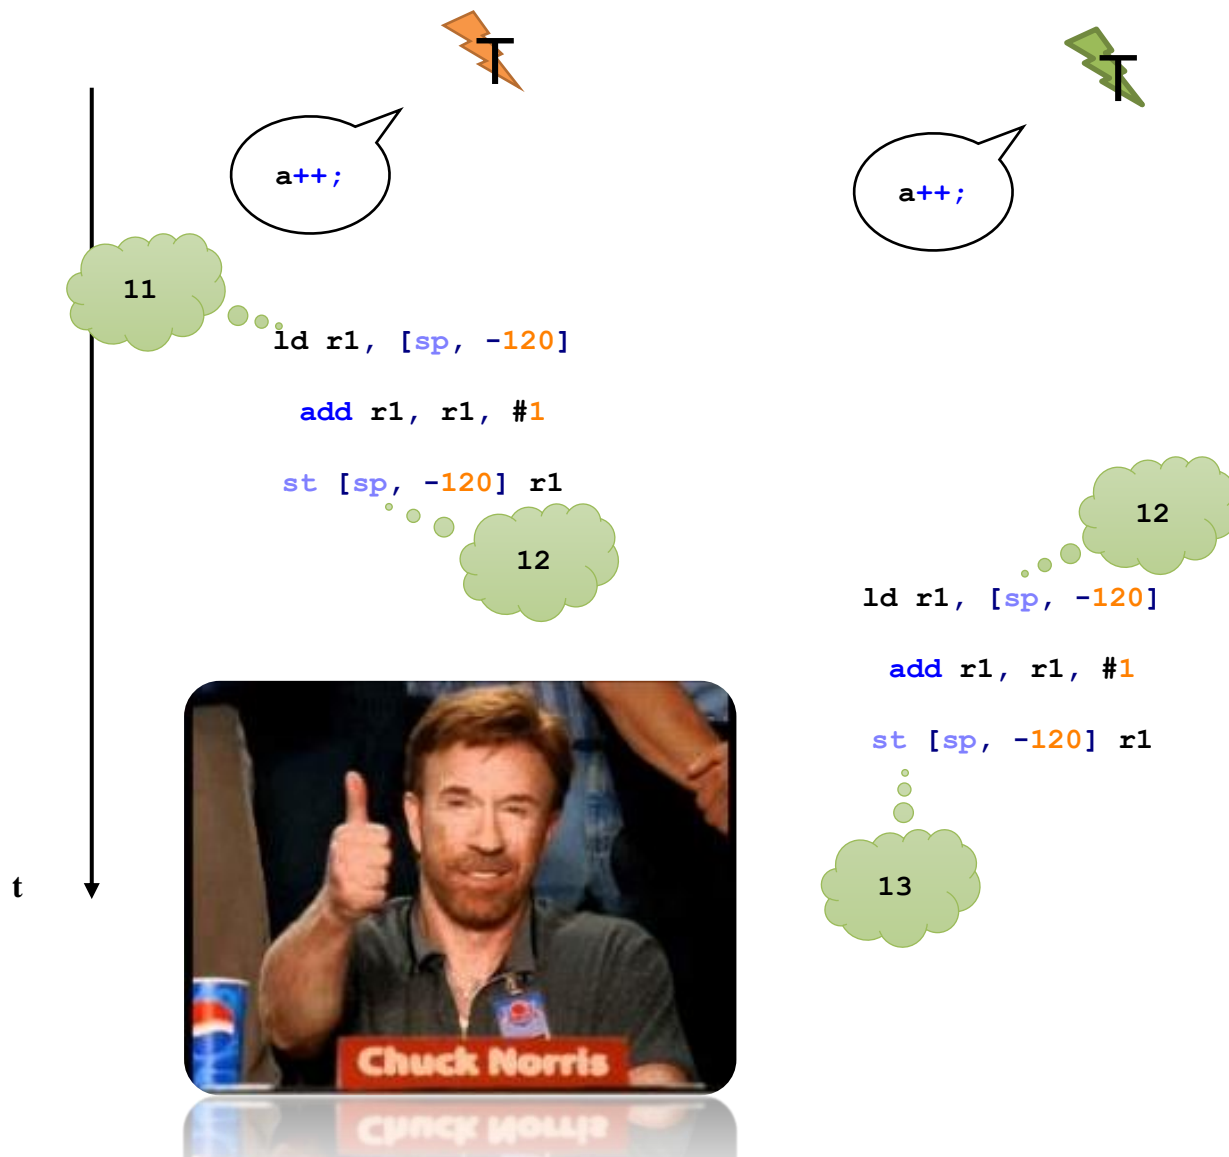 T
T
a++;
a++;
11
ld r1, [sp, -120]
add r1, r1, #1
st [sp, -120] r1
12
12
ld r1, [sp, -120]
add r1, r1, #1
st [sp, -120] r1
13
t
Chuck Norris